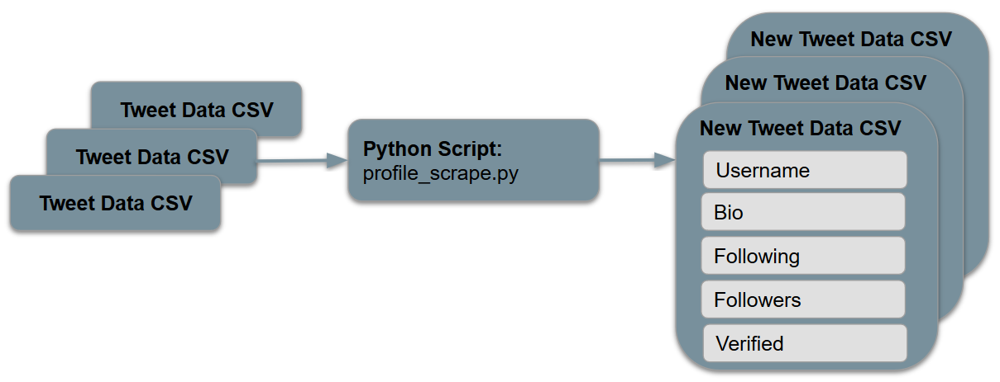 Tweet Data CSV
Tweet Data CSV
Tweet Data CSV
Python Script:
profile_scrape.py
New Tweet Data CSV
New Tweet Data CSV
New Tweet Data CSV
Username
Bio
Following
Followers
Verified